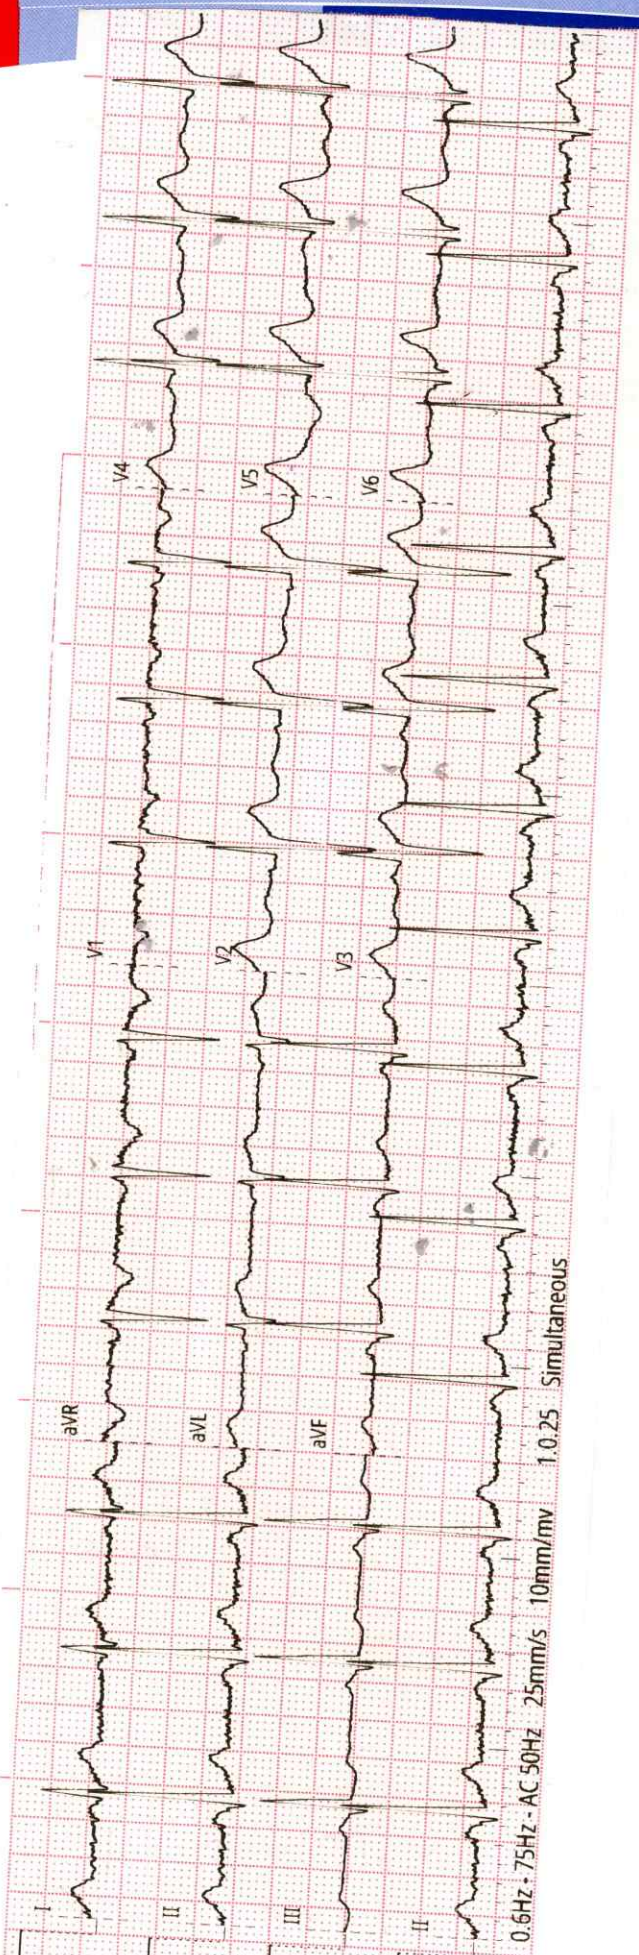 I aVR V1 V4
II aVL V2 V5
III aVF V3 V6
II
0.6Hz - 75Hz - AC 50Hz 25mm/s 10mm/mv 1.0.25 Simultaneous